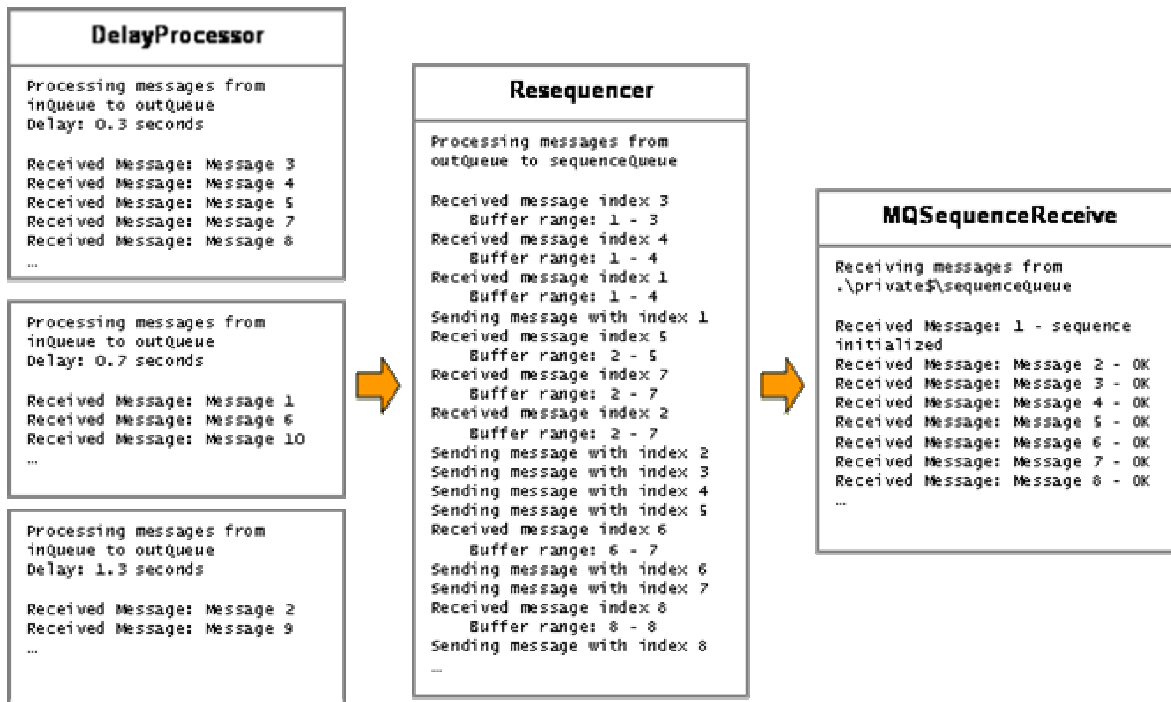 DelayProcessor
Processing messages from
inQueue to outQueue
Delay: 0.3 seconds
Received Message: Message 3
Received Message: Message 4
Received Message: Message 5
Received Message: Message 7
Received Message: Message 8
...
Processing messages from
inQueue to outQueue
Delay: 0.7 seconds
Received Message: Message 1
Received Message: Message 6
Received Message: Message 10
...
Processing messages from
inQueue to outQueue
Delay: 1.3 seconds
Received Message: Message 2
Received Message: Message 9
...
Resequencer
Processing messages from
outQueue to sequenceQueue
Received message index 3
Buffer range: 1 - 3
Received message index 4
Buffer range: 1 - 4
Received message index 1
Buffer range: 1 - 4
Sending message with index 1
Received message index 5
Buffer range: 2 - 5
Received message index 7
Buffer range: 2 - 7
Received message index 2
Buffer range: 2 - 7
Sending message with index 2
Sending message with index 3
Sending message with index 4
Sending message with index 5
Received message index 6
Buffer range: 6 - 7
Sending message with index 6
Sending message with index 7
Received message index 8
Buffer range: 8 - 8
Sending message with index 8
...
MQSequenceReceive
Receiving messages from
.\private$\sequenceQueue
Received Message: 1 - sequence
initialized
Received Message: Message 2 - OK
Received Message: Message 3 - OK
Received Message: Message 4 - OK
Received Message: Message 5 - OK
Received Message: Message 6 - OK
Received Message: Message 7 - OK
Received Message: Message 8 - OK
...